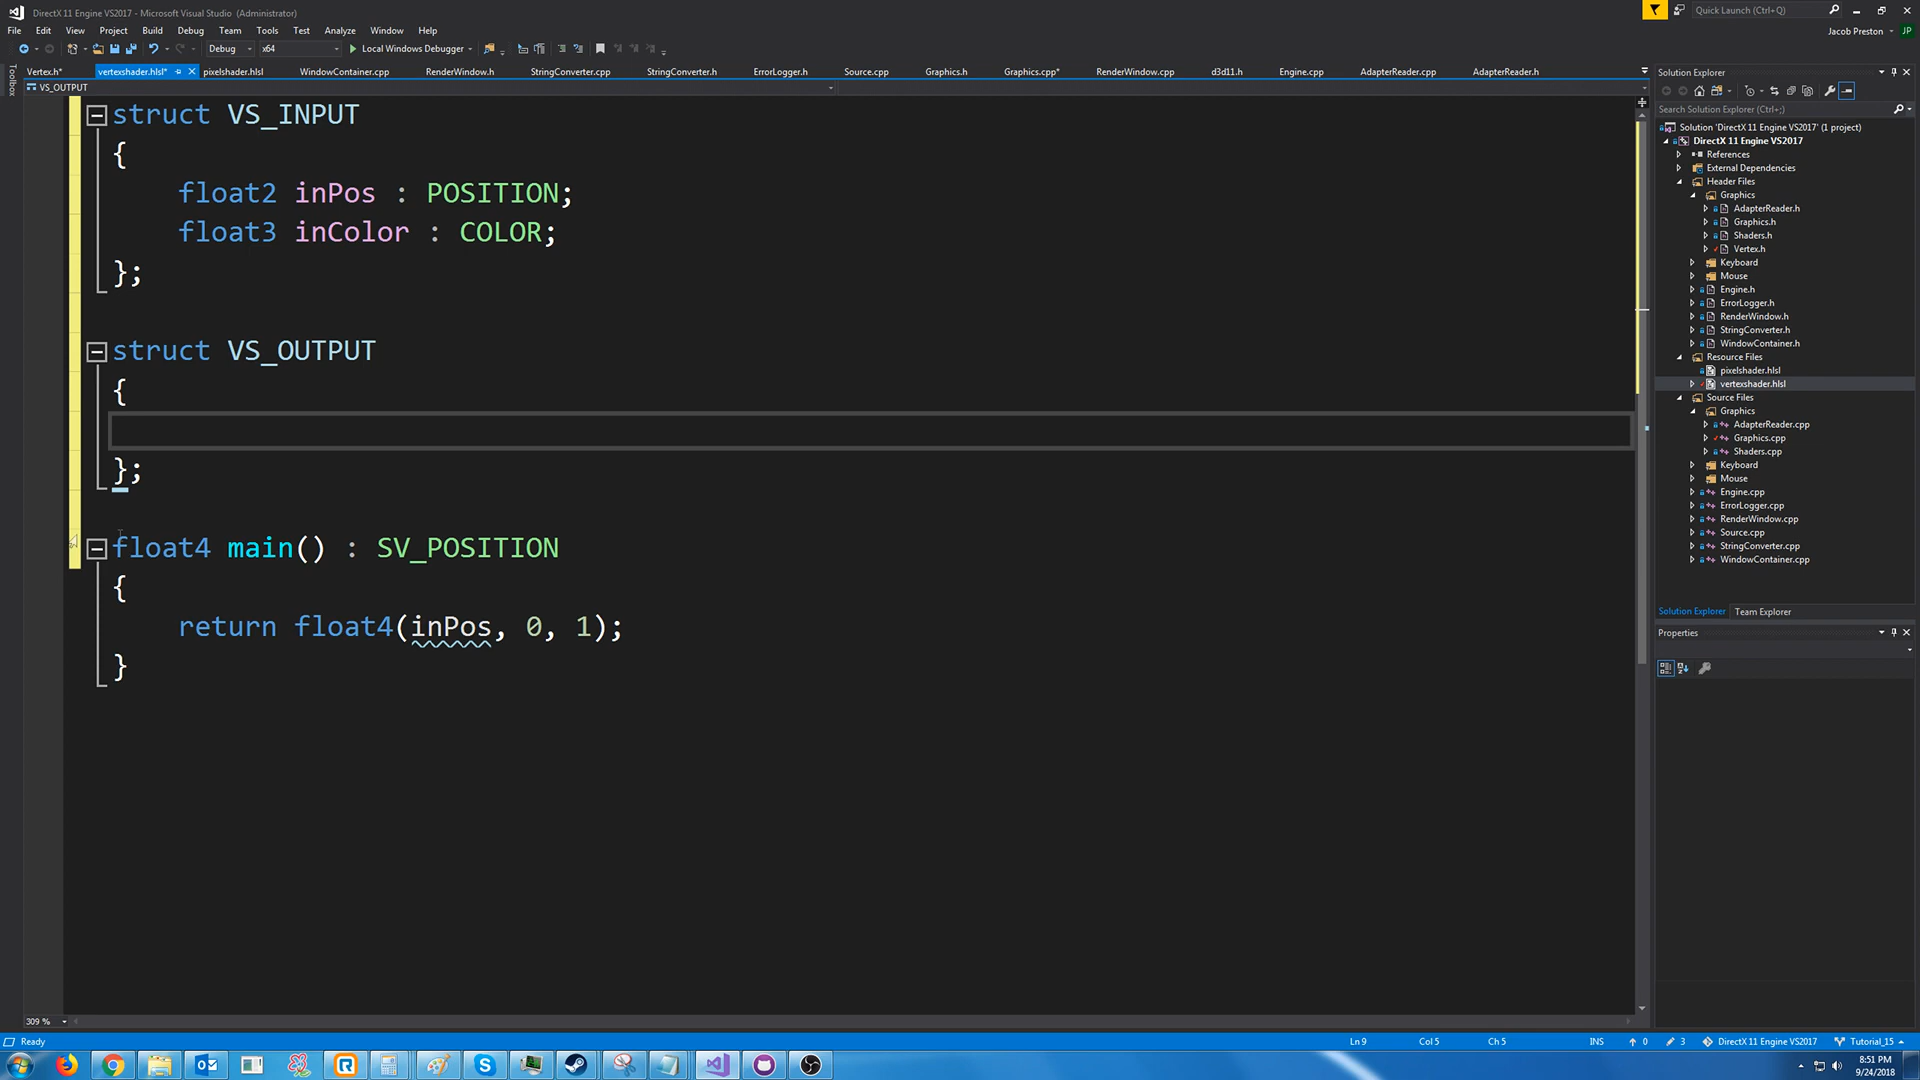 DirectX 11 Engine VS2017 - Microsoft Visual Studio (Administrator)
Quick Launch (Ctrl+Q)
File Edit View Project Build Debug Team Tools Test Analyze Window Help
Jacob Preston JP
Debug x64 Local Windows Debugger
Toolbox
Vertex.h* vertexshader.hlsl* pixelshader.hlsl WindowContainer.cpp RenderWindow.h StringConverter.cpp StringConverter.h ErrorLogger.h Source.cpp Graphics.h Graphics.cpp* RenderWindow.cpp d3d11.h Engine.cpp AdapterReader.cpp AdapterReader.h
VS_OUTPUT
struct VS_INPUT
{
float2 inPos : POSITION;
float3 inColor : COLOR;
};
struct VS_OUTPUT
{
};
float4 main() : SV_POSITION
{
return float4(inPos, 0, 1);
}
309 %
Solution Explorer
Search Solution Explorer (Ctrl+;)
Solution 'DirectX 11 Engine VS2017' (1 project)
DirectX 11 Engine VS2017
References
External Dependencies
Header Files
Graphics
AdapterReader.h
Graphics.h
Shaders.h
Vertex.h
Keyboard
Mouse
Engine.h
ErrorLogger.h
RenderWindow.h
StringConverter.h
WindowContainer.h
Resource Files
pixelshader.hlsl
vertexshader.hlsl
Source Files
Graphics
AdapterReader.cpp
Graphics.cpp
Shaders.cpp
Keyboard
Mouse
Engine.cpp
ErrorLogger.cpp
RenderWindow.cpp
Source.cpp
StringConverter.cpp
WindowContainer.cpp
Solution Explorer Team Explorer
Properties
Ready Ln 9 Col 5 Ch 5 INS 0 3 DirectX 11 Engine VS2017 Tutorial_15
8:51 PM
9/24/2018